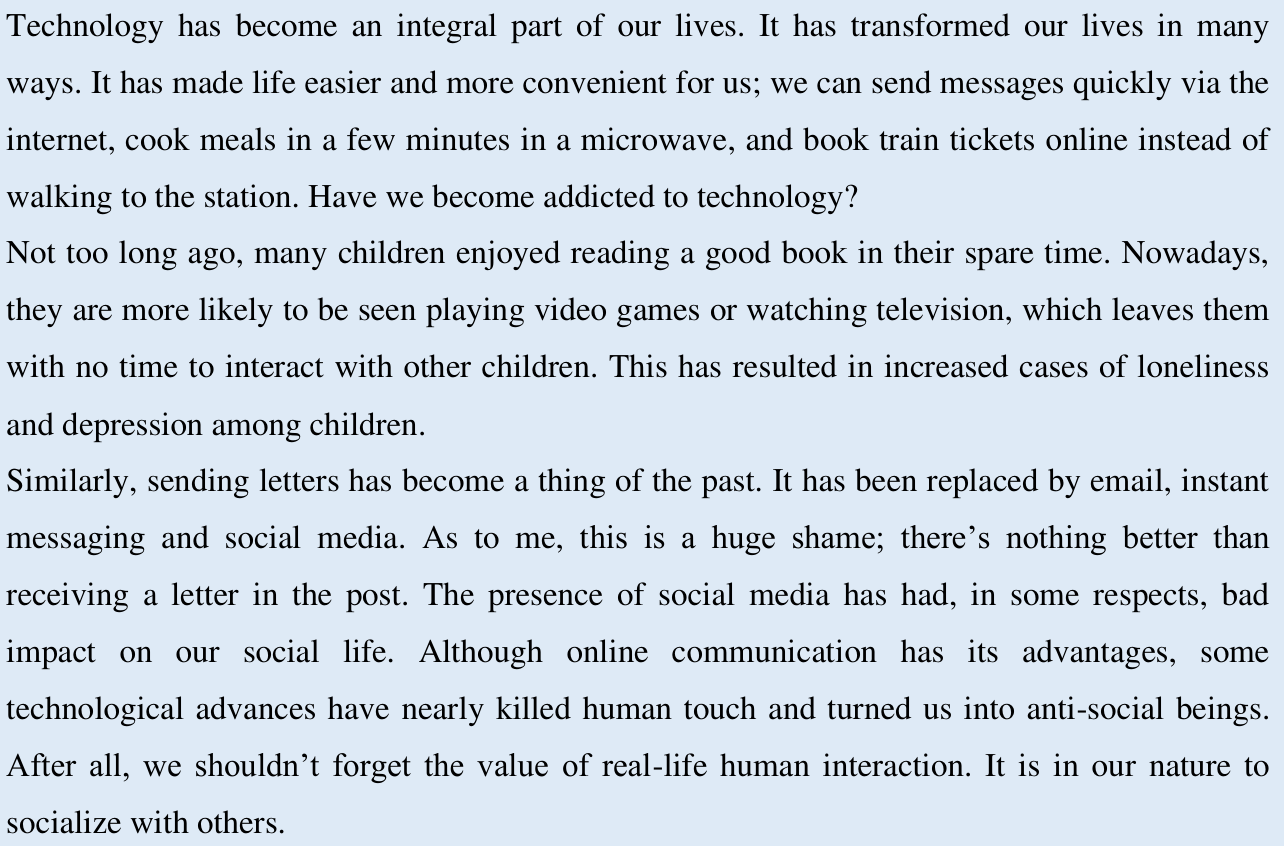 Technology has become an integral part of our lives. It has transformed our lives in many
ways. It has made life easier and more convenient for us; we can send messages quickly via the
internet, cook meals in a few minutes in a microwave, and book train tickets online instead of
walking to the station. Have we become addicted to technology?
Not too long ago, many children enjoyed reading a good book in their spare time. Nowadays,
they are more likely to be seen playing video games or watching television, which leaves them
with no time to interact with other children. This has resulted in increased cases of loneliness
and depression among children.
Similarly, sending letters has become a thing of the past. It has been replaced by email, instant
messaging and social media. As to me, this is a huge shame; there’s nothing better than
receiving a letter in the post. The presence of social media has had, in some respects, bad
impact on our social life. Although online communication has its advantages, some
technological advances have nearly killed human touch and turned us into anti-social beings.
After all, we shouldn’t forget the value of real-life human interaction. It is in our nature to
socialize with others.